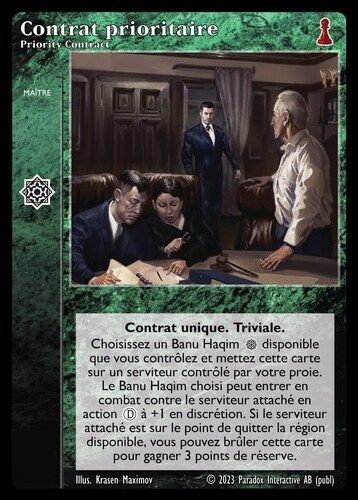 Contrat prioritaire
Priority Contract
MAÎTRE
Contrat unique. Triviale.
Choisissez un Banu Haqim disponible
que vous contrôlez et mettez cette carte
sur un serviteur contrôlé par votre proie.
Le Banu Haqim choisi peut entrer en
combat contre le serviteur attaché en
action Ⓓ à +1 en discrétion. Si le serviteur
attaché est sur le point de quitter la région
disponible, vous pouvez brûler cette carte
pour gagner 3 points de réserve.
Illus. Krasen Maximov
© 2023 Paradox Interactive AB (publ)